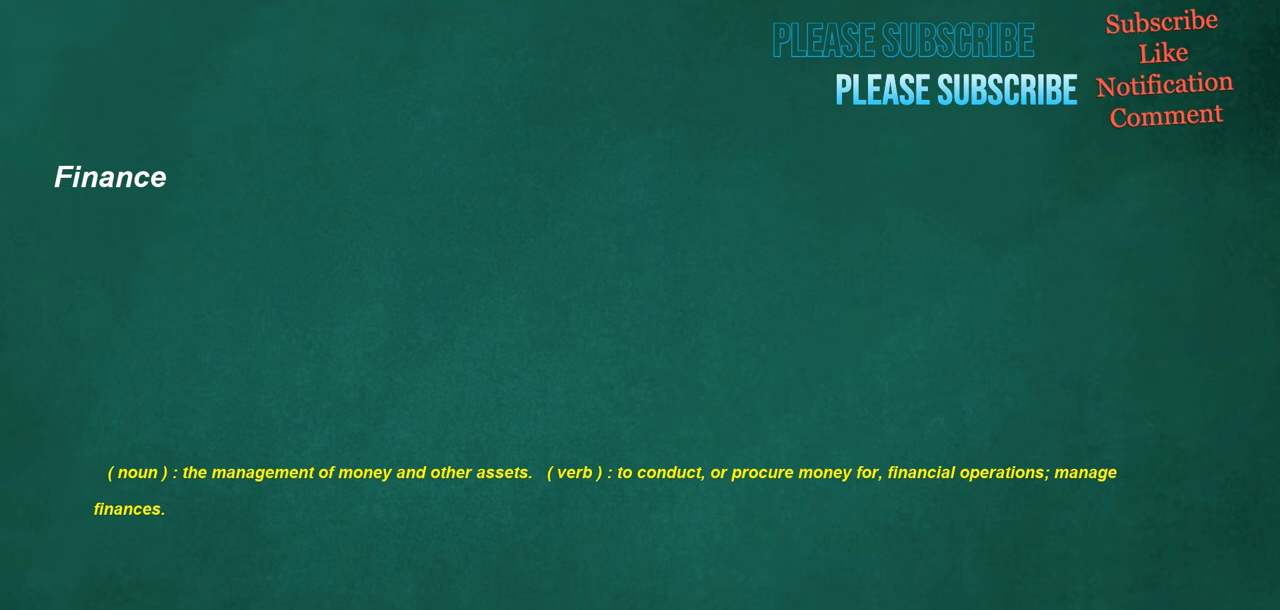 PLEASE SUBSCRIBE
PLEASE SUBSCRIBE
Subscribe
Like
Notification
Comment
Finance
( noun ) : the management of money and other assets. ( verb ) : to conduct, or procure money for, financial operations; manage
finances.